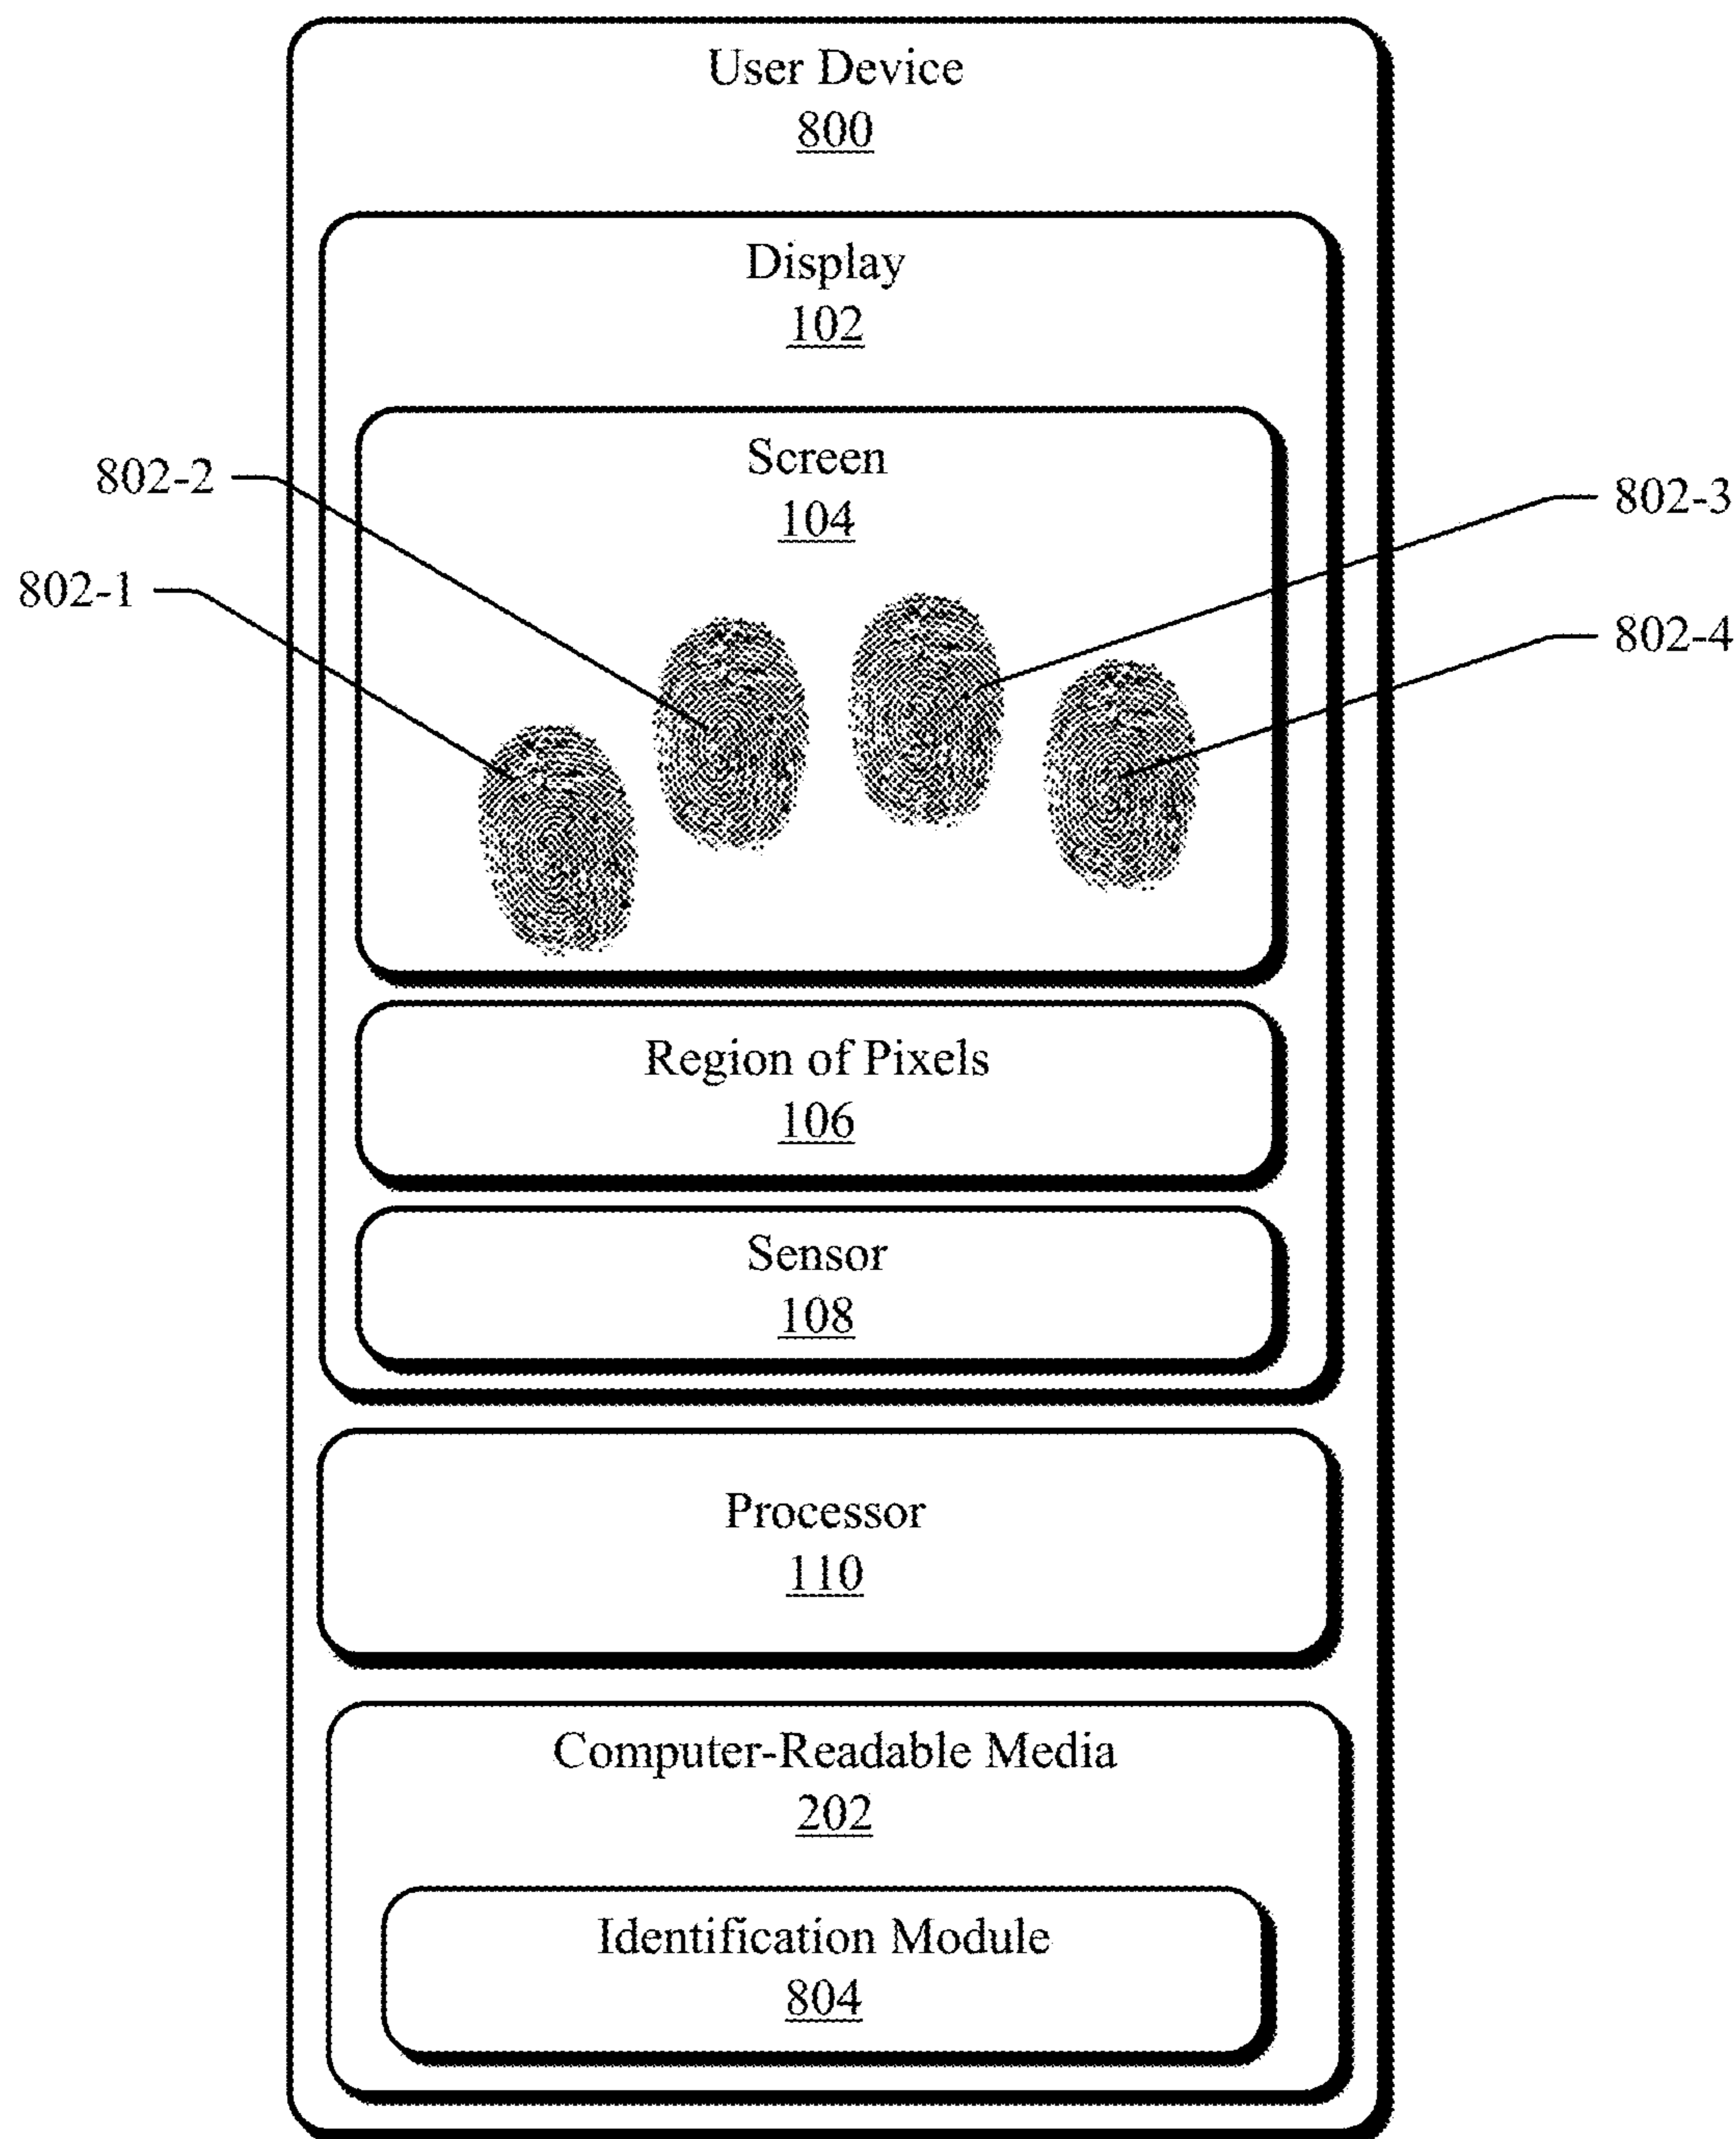 User Device
800
Display
102
Screen
104
802-2
802-3
802-1
802-4
Region of Pixels
106
Sensor
108
Processor
110
Computer-Readable Media
202
Identification Module
804